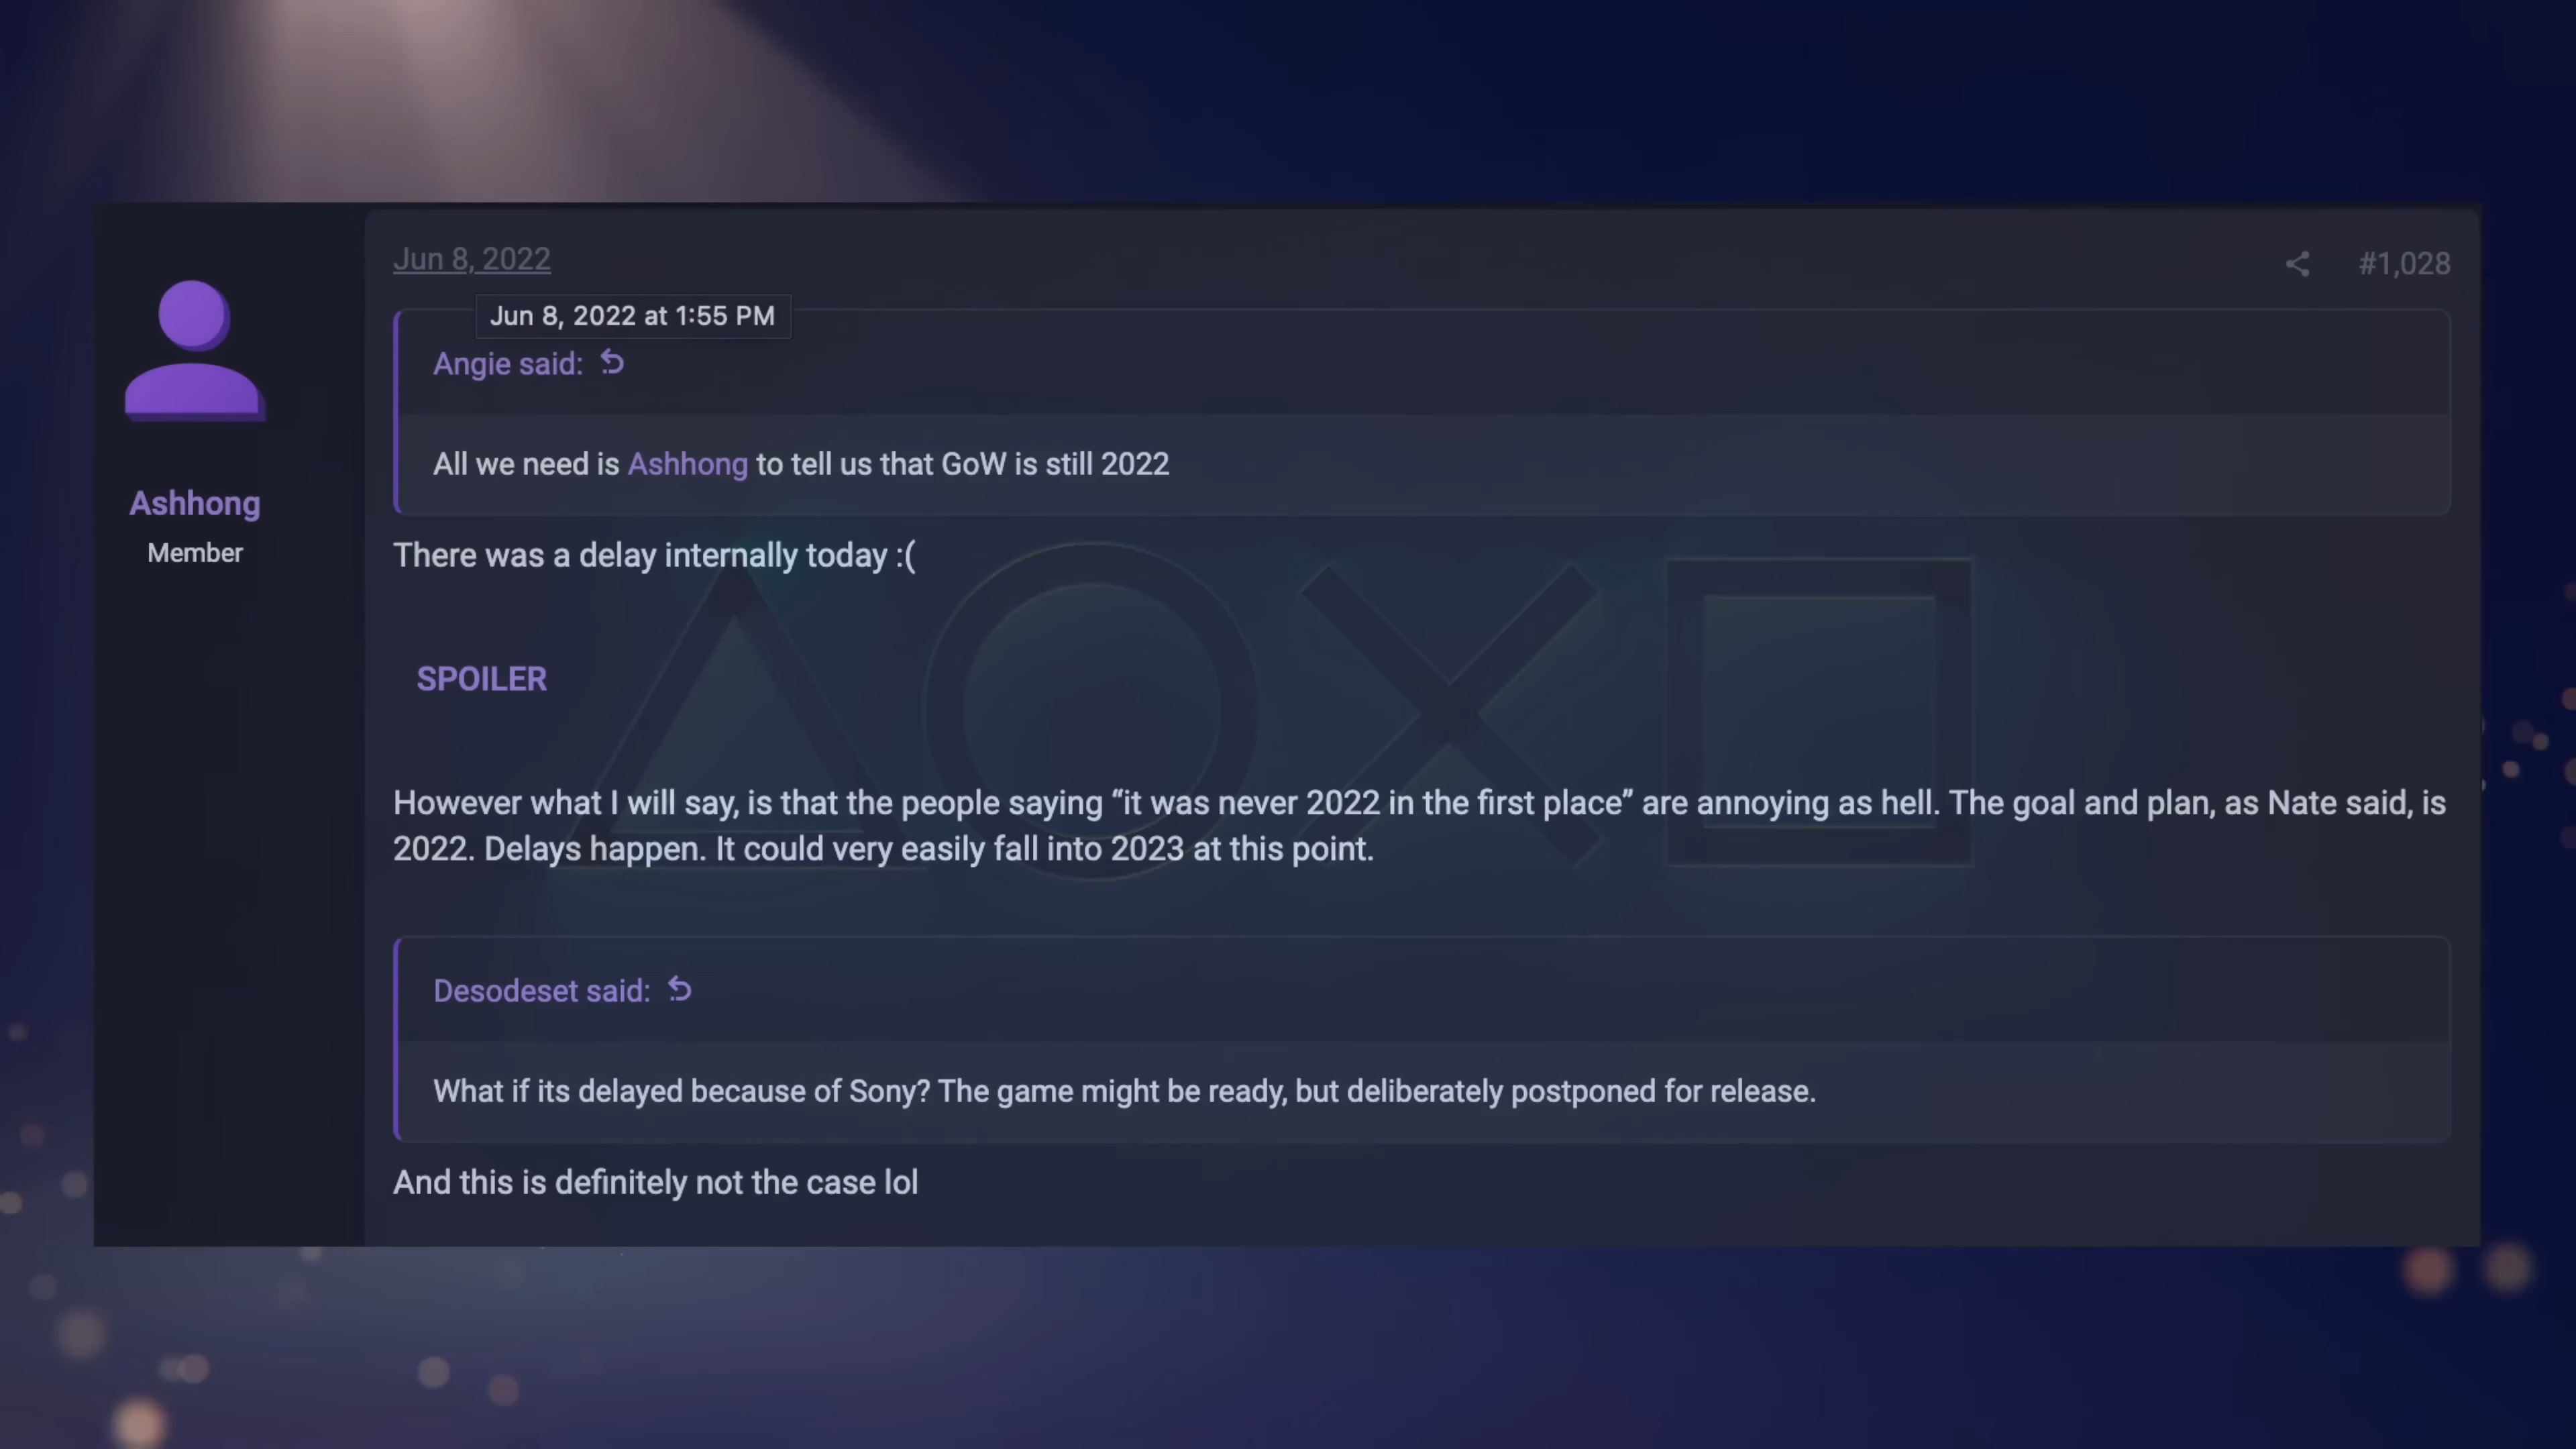 Jun 8, 2022
#1,028
Jun 8, 2022 at 1:55 PM
Angie said:
All we need is Ashhong to tell us that GoW is still 2022
Ashhong
Member
There was a delay internally today :(
SPOILER
However what I will say, is that the people saying “it was never 2022 in the first place” are annoying as hell. The goal and plan, as Nate said, is
2022. Delays happen. It could very easily fall into 2023 at this point.
Desodeset said:
What if its delayed because of Sony? The game might be ready, but deliberately postponed for release.
And this is definitely not the case lol